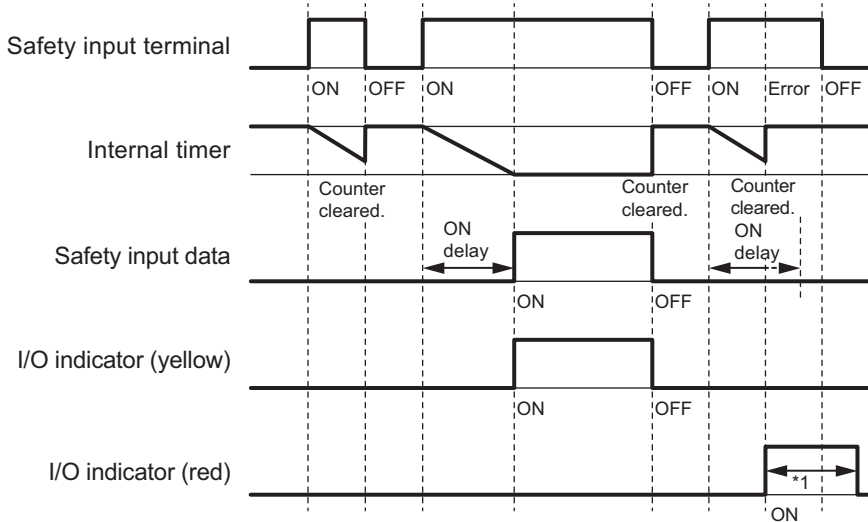 Safety input terminal
ON OFF ON OFF ON Error OFF
Internal timer
Counter cleared.
Counter cleared.
Counter cleared.
Safety input data
ON delay
ON delay
ON OFF
I/O indicator (yellow)
ON OFF
I/O indicator (red)
*1
ON